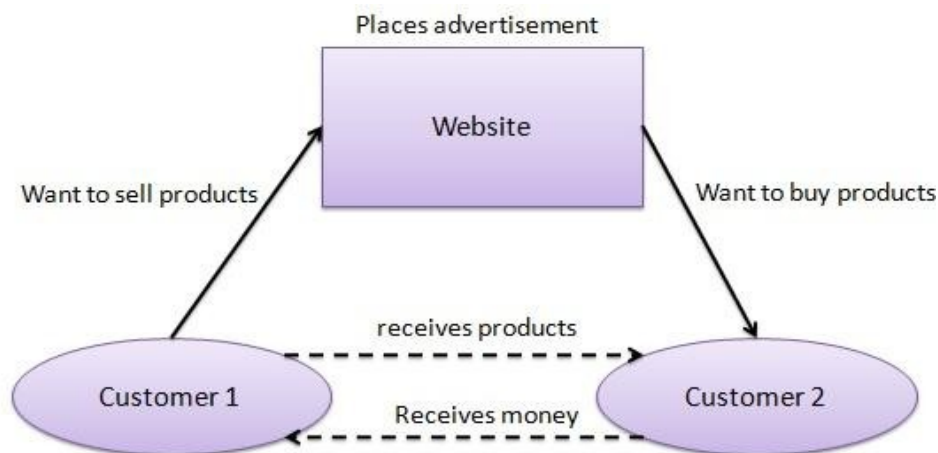 Places advertisement
Website
Want to sell products
Want to buy products
receives products
Customer 1
Customer 2
Receives money